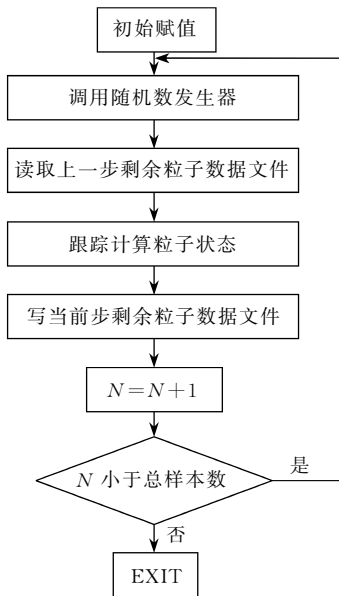 初始赋值
调用随机数发生器
读取上一步剩余粒子数据文件
跟踪计算粒子状态
写当前步剩余粒子数据文件
N=N+1
N 小于总样本数
是
否
EXIT